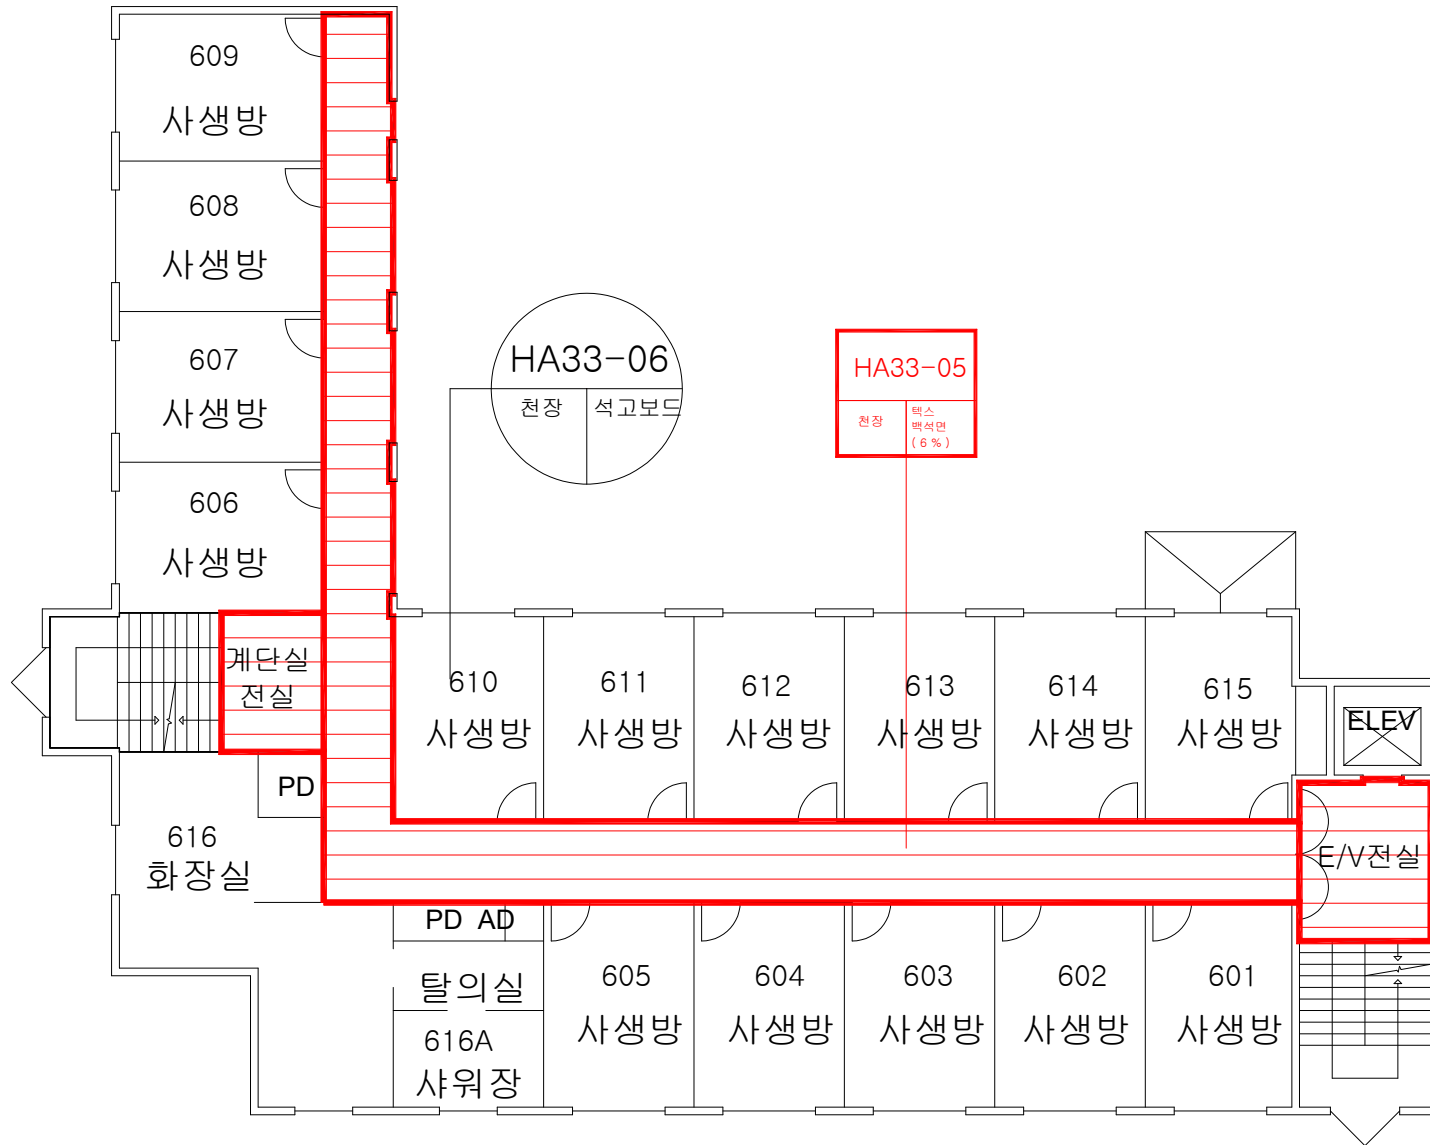 609
사생방
608
사생방
607
사생방
606
사생방
HA33-06
천장
석고보드
HA33-05
천장
텍스
백석면
( 6 % )
계단실
전실
610
사생방
611
사생방
612
사생방
613
사생방
614
사생방
615
사생방
ELEV
PD
616
화장실
E/V전실
PD AD
탈의실
616A
샤워장
605
사생방
604
사생방
603
사생방
602
사생방
601
사생방